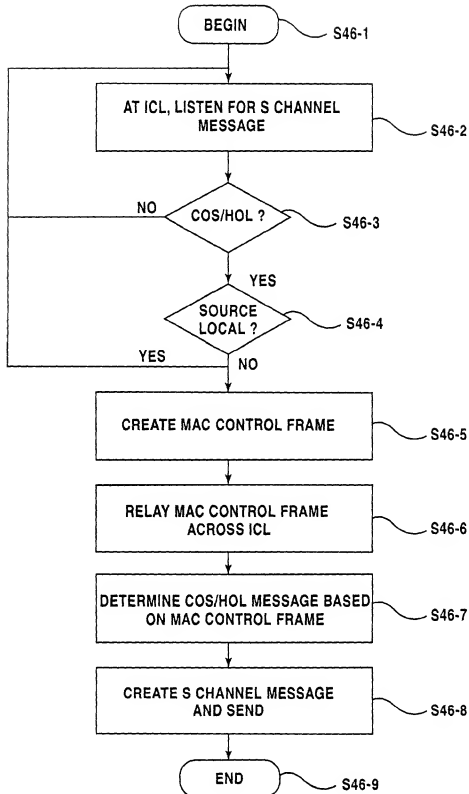 BEGIN
S46-1
AT ICL, LISTEN FOR S CHANNEL
MESSAGE
S46-2
NO
COS/HOL ?
S46-3
YES
SOURCE
LOCAL ?
S46-4
YES
NO
CREATE MAC CONTROL FRAME
S46-5
RELAY MAC CONTROL FRAME
ACROSS ICL
S46-6
DETERMINE COS/HOL MESSAGE BASED
ON MAC CONTROL FRAME
S46-7
CREATE S CHANNEL MESSAGE
AND SEND
S46-8
END
S46-9